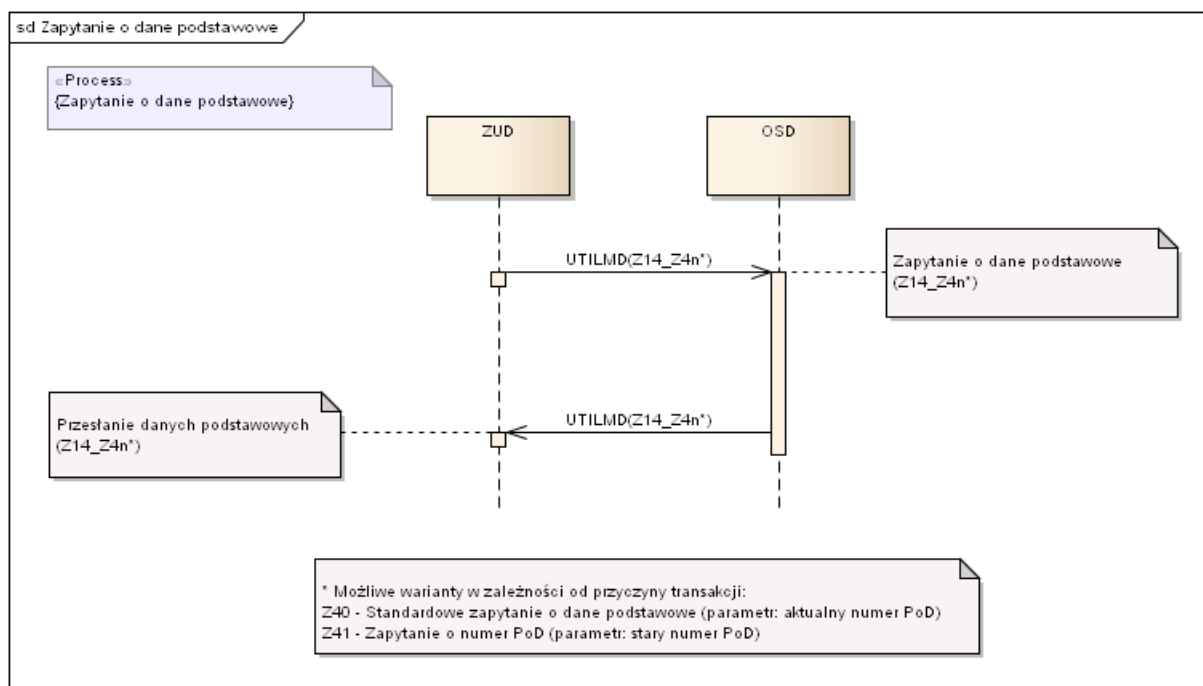 sd Zapytanie o dane podstawowe
«Process»
{Zapytanie o dane podstawowe}
ZUD
OSD
UTILMD(Z14_Z4n*)
Zapytanie o dane podstawowe
(Z14_Z4n*)
Przesłanie danych podstawowych
(Z14_Z4n*)
UTILMD(Z14_Z4n*)
* Możliwe warianty w zależności od przyczyny transakcji:
Z40 - Standardowe zapytanie o dane podstawowe (parametr: aktualny numer PoD)
Z41 - Zapytanie o numer PoD (parametr: stary numer PoD)